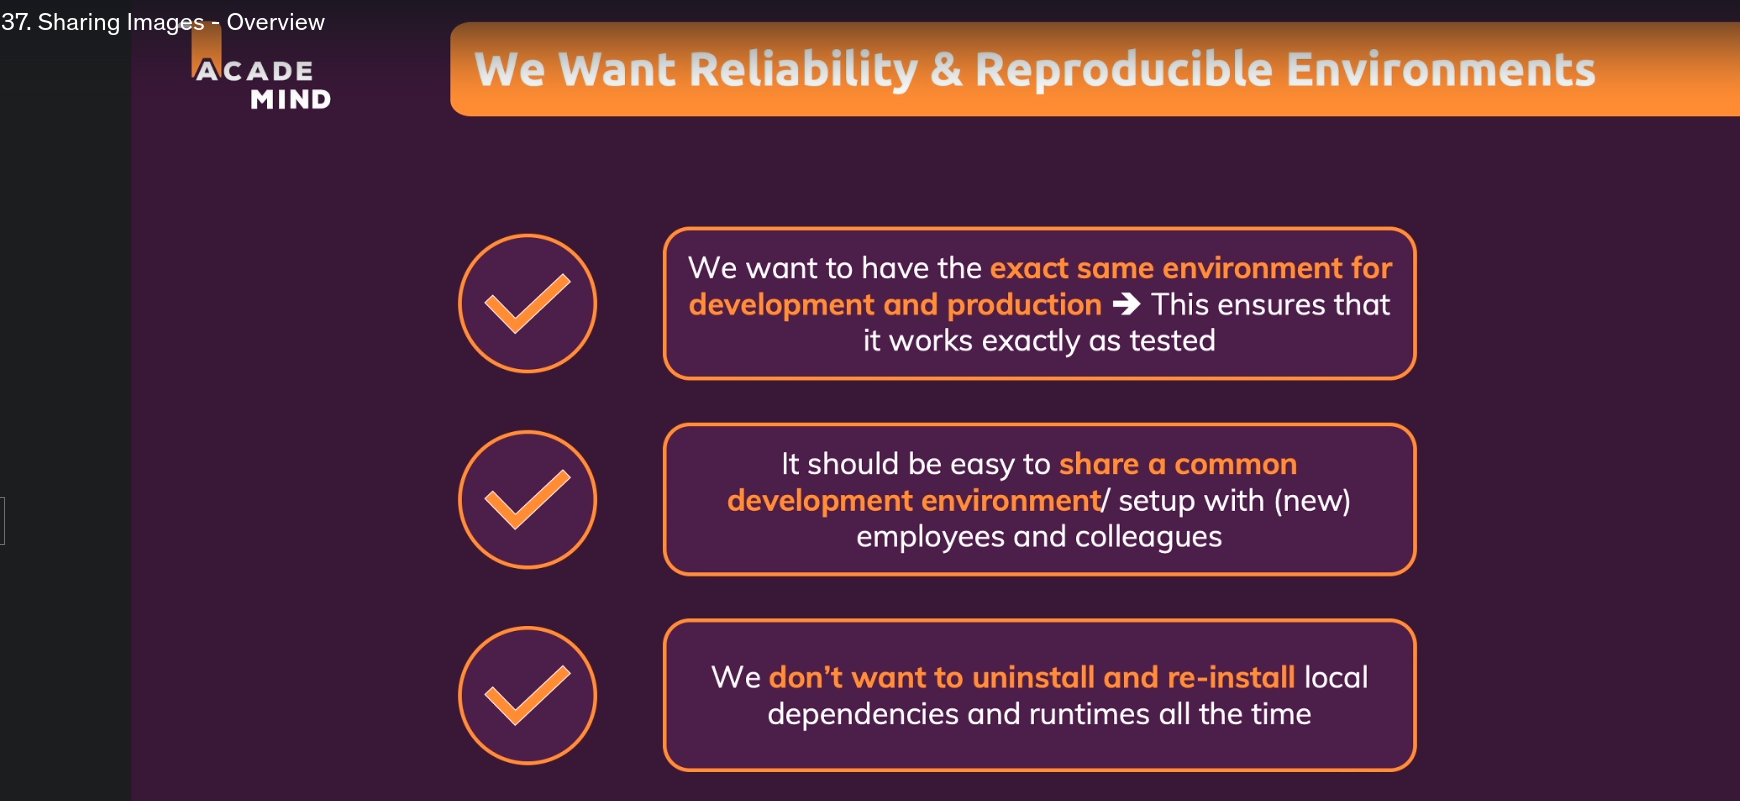 37. Sharing Images - Overview
ACADE
MIND
We Want Reliability & Reproducible Environments
We want to have the exact same environment for
development and production ➔ This ensures that
it works exactly as tested
It should be easy to share a common
development environment/ setup with (new)
employees and colleagues
We don't want to uninstall and re-install local
dependencies and runtimes all the time